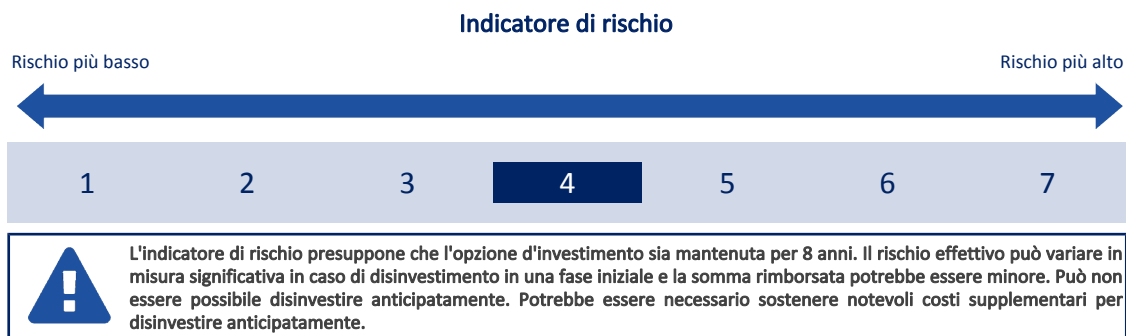 Indicatore di rischio
Rischio più basso
Rischio più alto
1 2 3 4 5 6 7
L'indicatore di rischio presuppone che l'opzione d'investimento sia mantenuta per 8 anni. Il rischio effettivo può variare in
misura significativa in caso di disinvestimento in una fase iniziale e la somma rimborsata potrebbe essere minore. Può non
essere possibile disinvestire anticipatamente. Potrebbe essere necessario sostenere notevoli costi supplementari per
disinvestire anticipatamente.